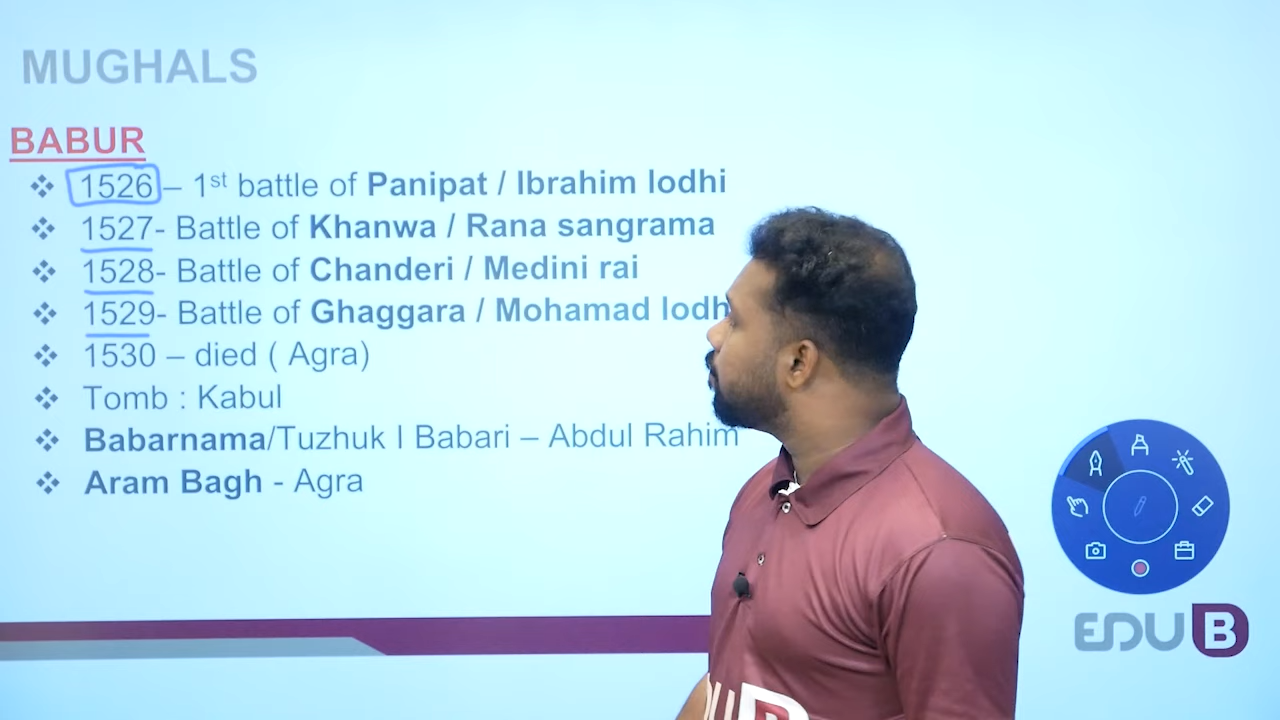 MUGHALS
BABUR
❖ 1526 – 1st battle of Panipat / Ibrahim lodhi
❖ 1527- Battle of Khanwa / Rana sangrama
❖ 1528- Battle of Chanderi / Medini rai
❖ 1529- Battle of Ghaggara / Mohamad lodh
❖ 1530 – died ( Agra)
❖ Tomb : Kabul
❖ Babarnama/Tuzhuk I Babari – Abdul Rahim
❖ Aram Bagh - Agra
EDU B